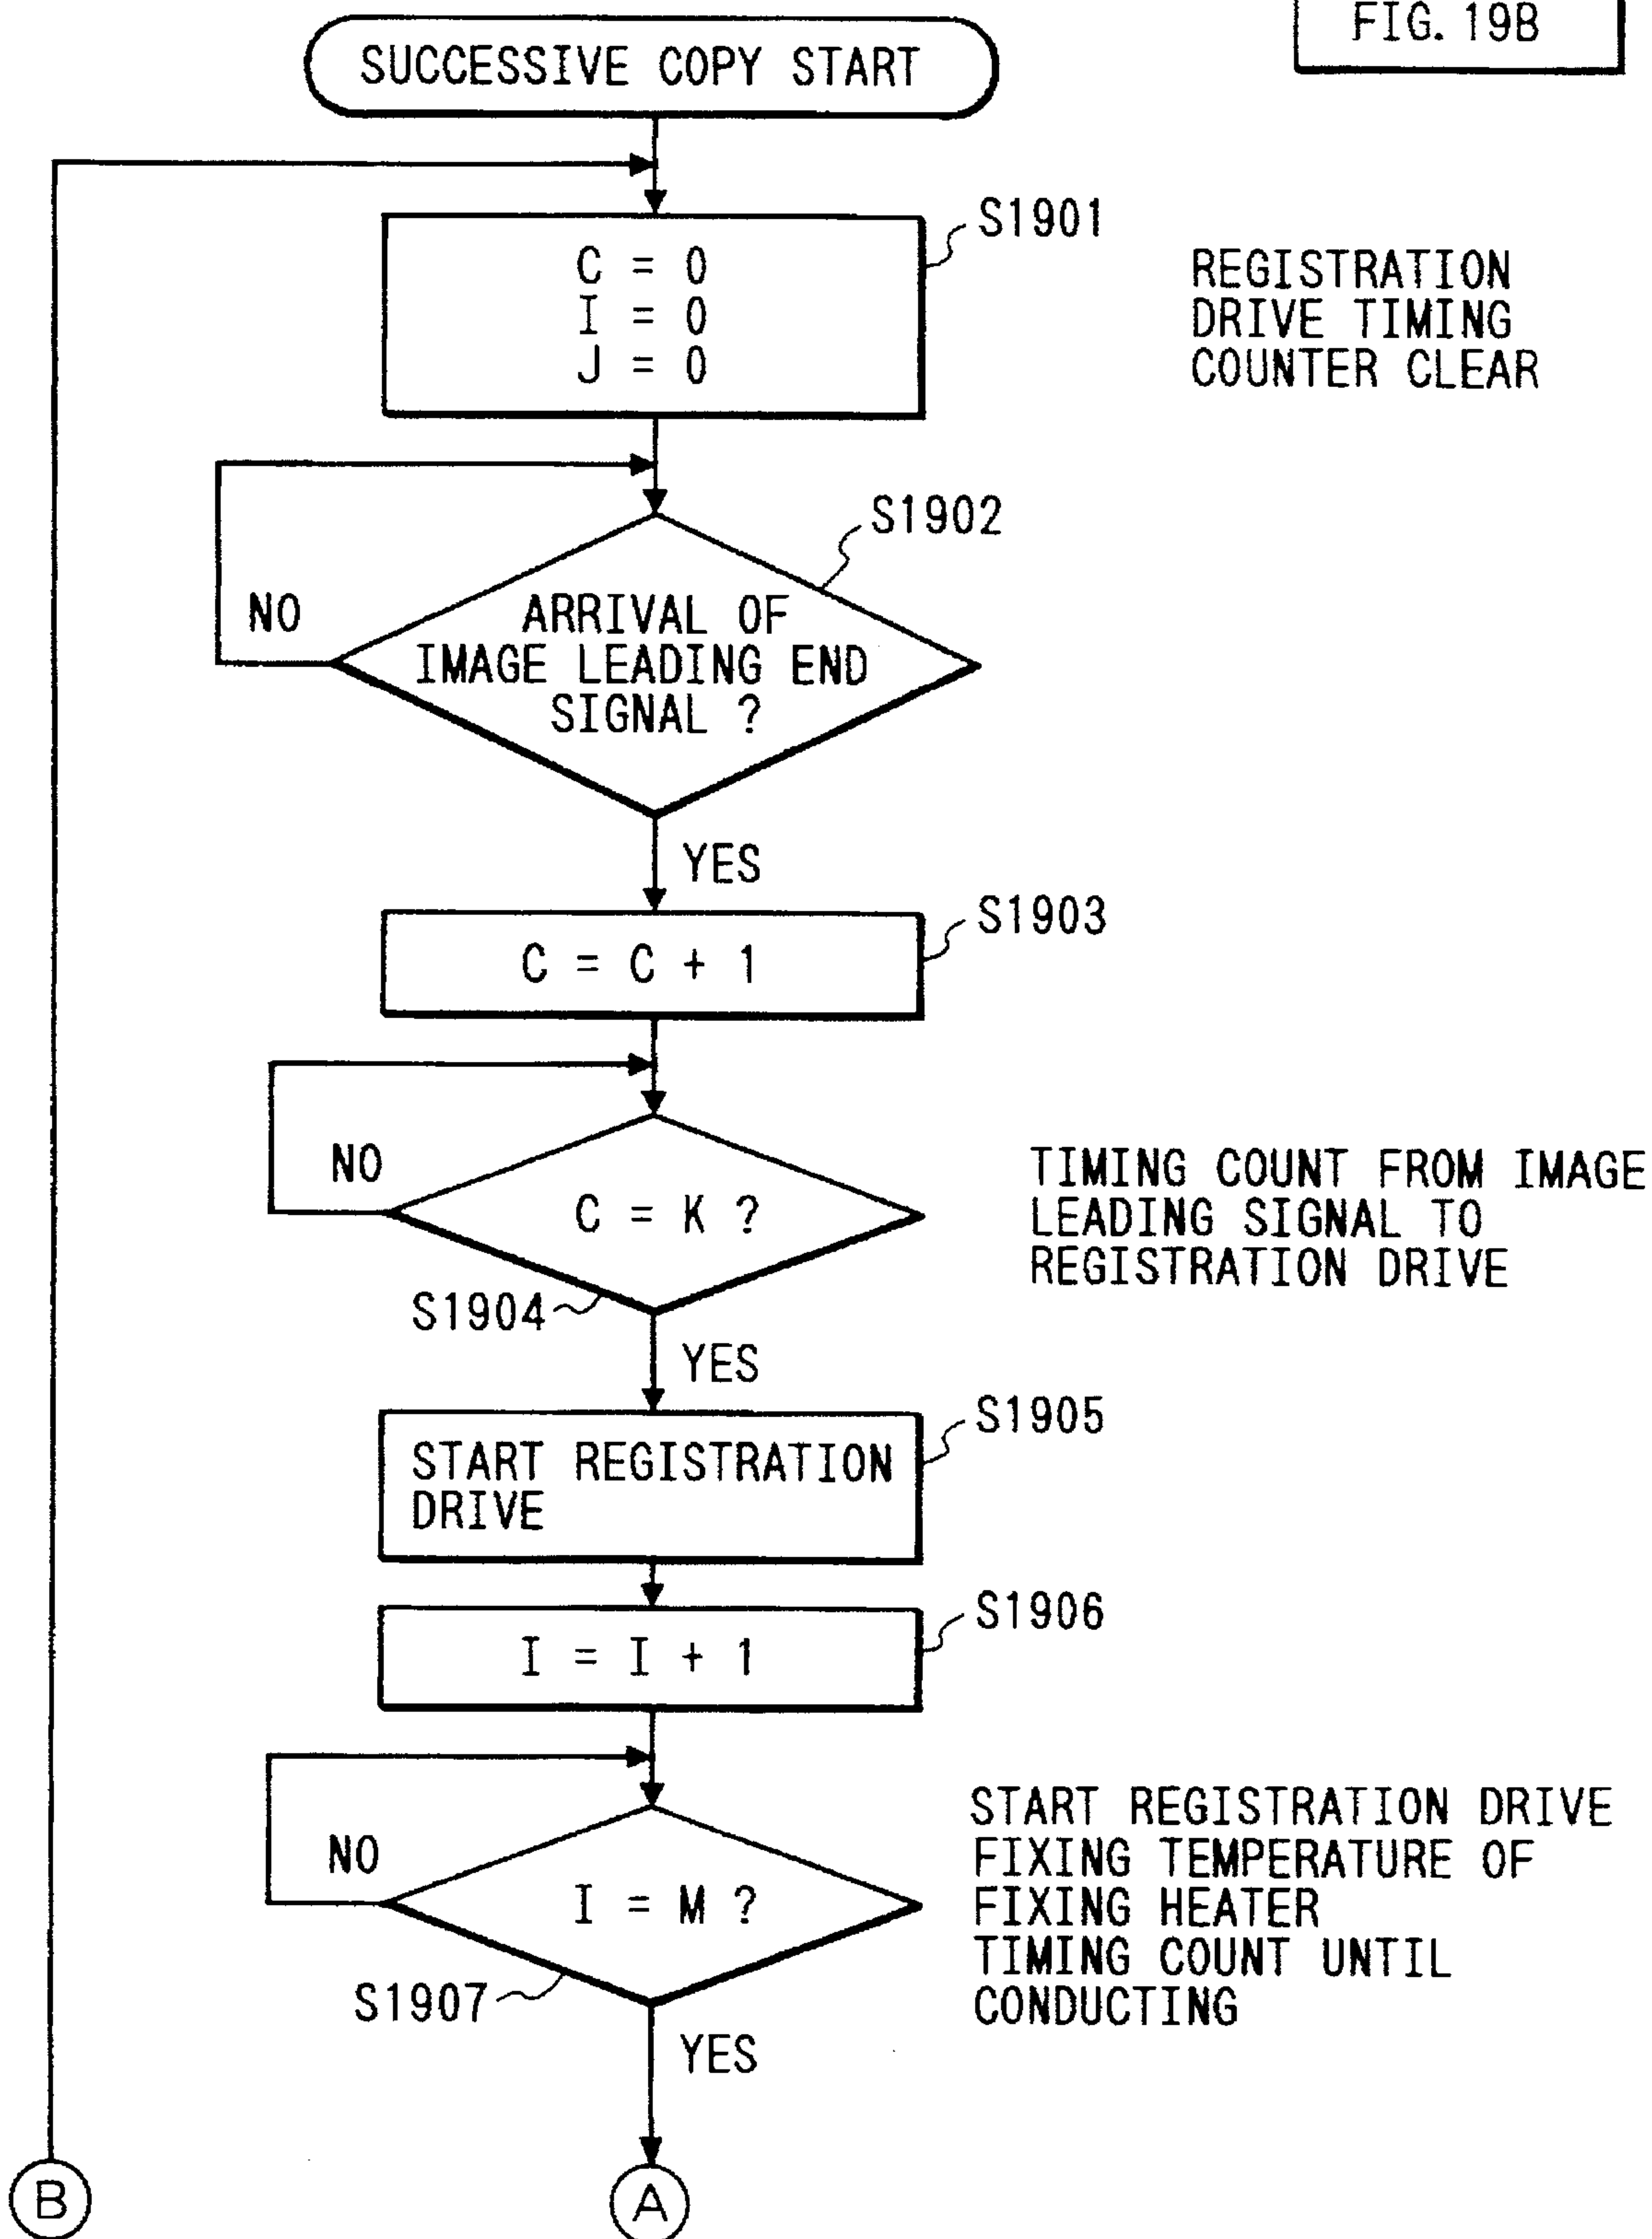 FIG. 19B
SUCCESSIVE COPY START
S1901
C = 0
I = 0
J = 0
REGISTRATION
DRIVE TIMING
COUNTER CLEAR
S1902
NO
ARRIVAL OF
IMAGE LEADING END
SIGNAL ?
YES
S1903
C = C + 1
NO
C = K ?
TIMING COUNT FROM IMAGE
LEADING SIGNAL TO
REGISTRATION DRIVE
S1904
YES
S1905
START REGISTRATION
DRIVE
S1906
I = I + 1
NO
I = M ?
START REGISTRATION DRIVE
FIXING TEMPERATURE OF
FIXING HEATER
TIMING COUNT UNTIL
CONDUCTING
S1907
YES
B
A